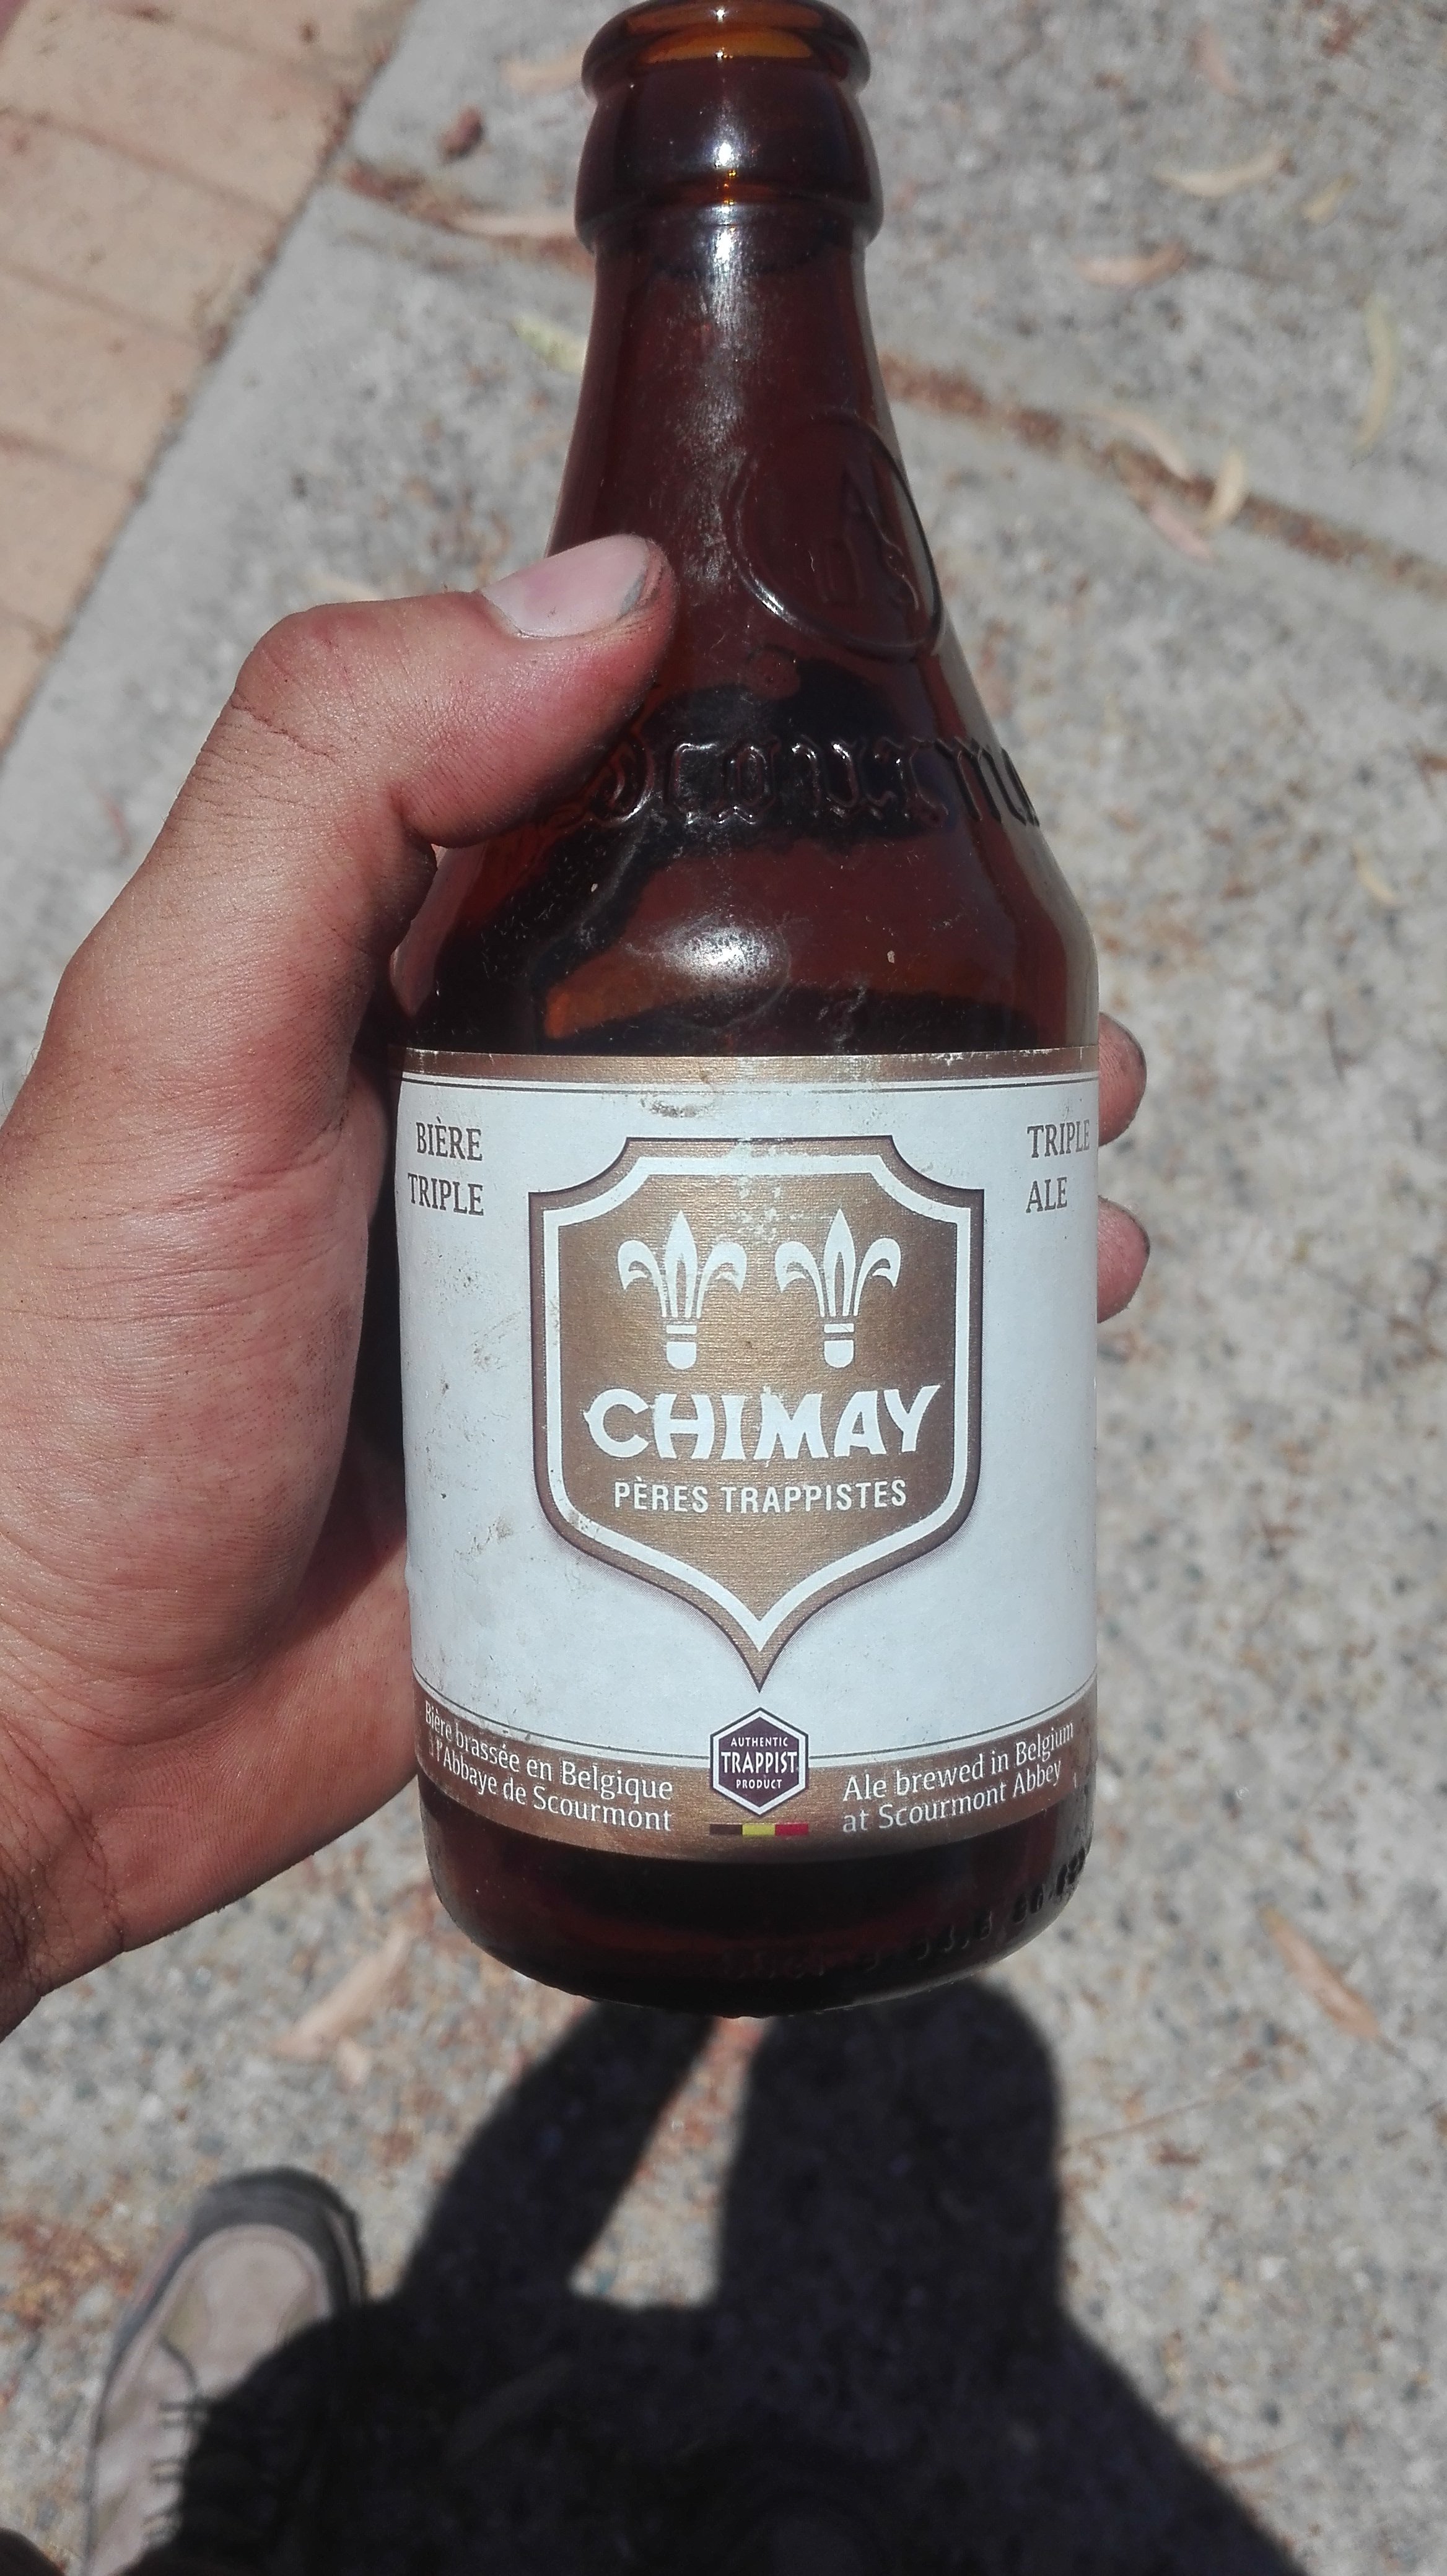 BIÈRE
TRIPLE
TRIPLE
ALE
CHIMAY
PÈRES TRAPPISTES
AUTHENTIC
TRAPPIST
PRODUCT
Bière brassée en Belgique
à l'Abbaye de Scourmont
Ale brewed in Belgium
at Scourmont Abbey